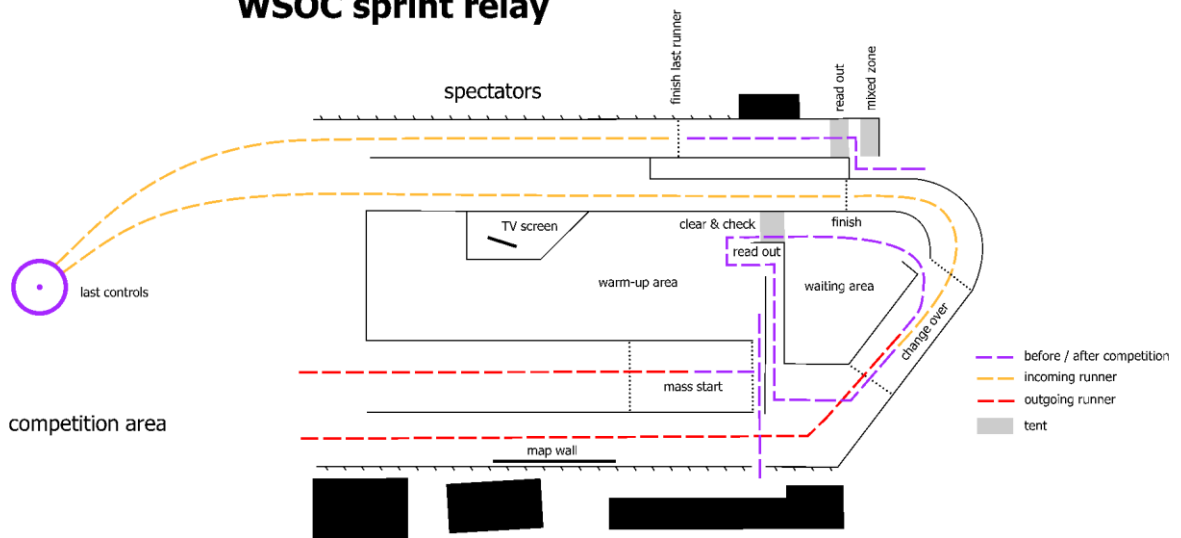 WSOC sprint relay
spectators
finish last runner
read out
mixed zone
TV screen
clear & check
finish
read out
last controls
warm-up area
waiting area
change over
mass start
before / after competition
incoming runner
outgoing runner
tent
competition area
map wall